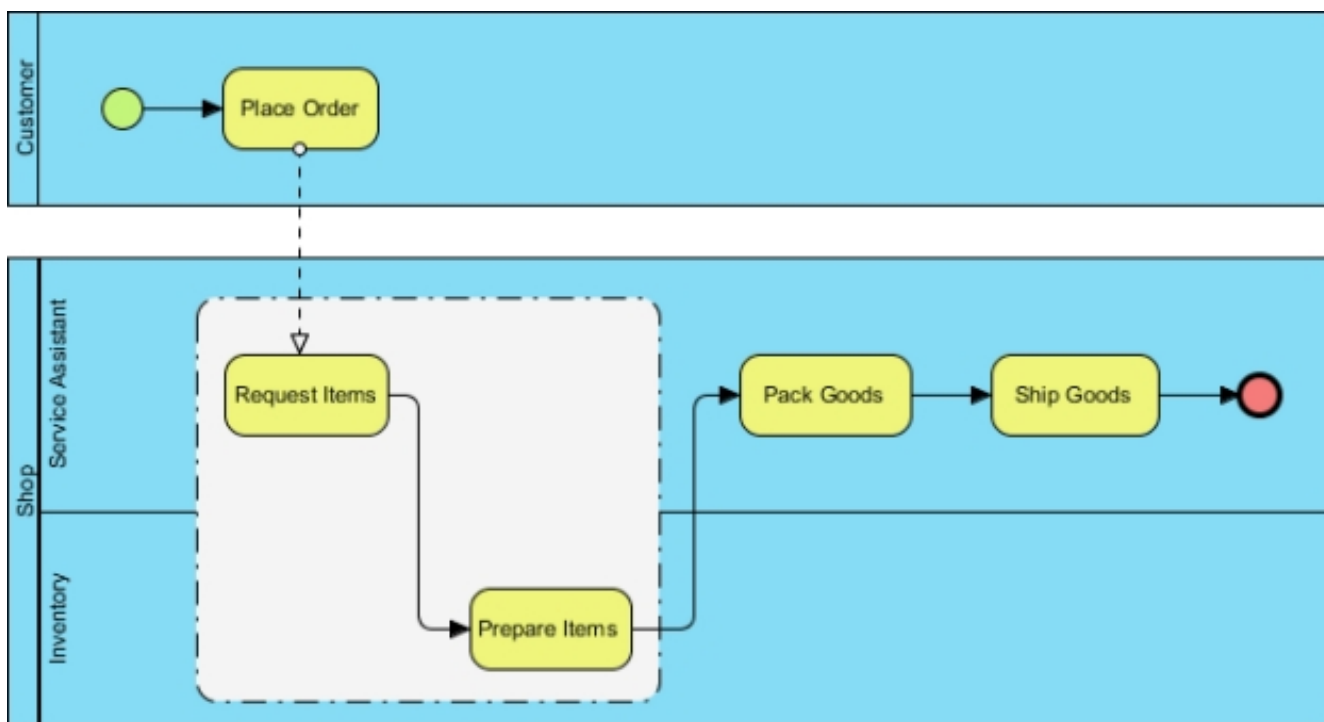 Customer
Place Order
Shop
Service Assistant
Request Items
Pack Goods
Ship Goods
Inventory
Prepare Items